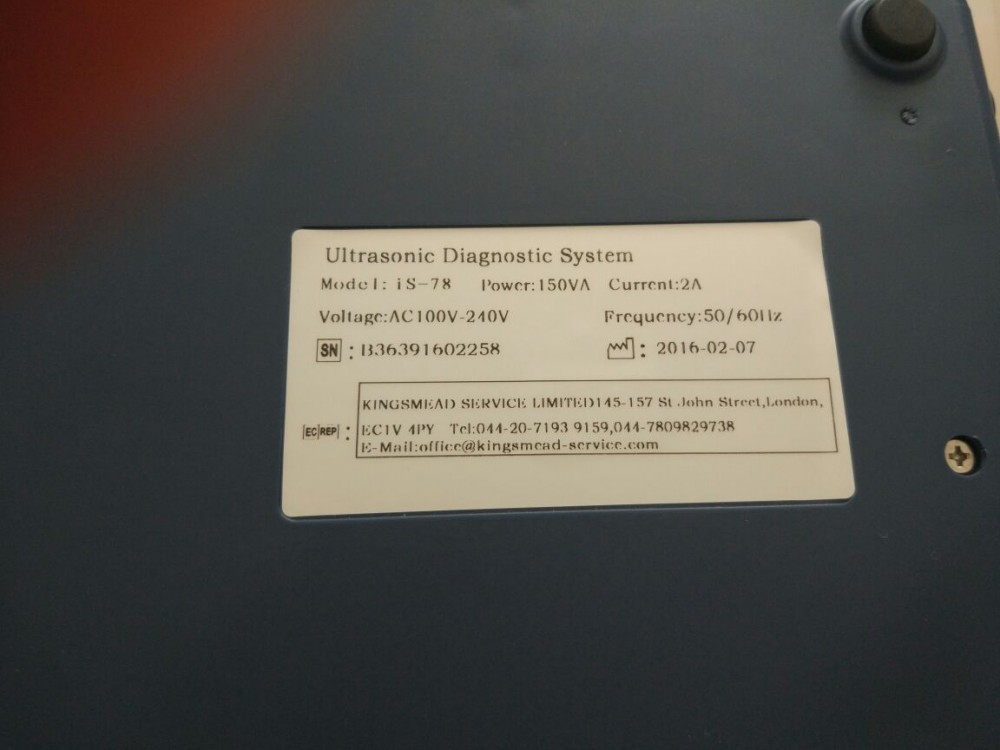 Ultrasonic Diagnostic System
Model: iS-78 Power:150VA Current:2A
Voltage:AC100V-240V Frequency:50/60Hz
SN : B36391602258
: 2016-02-07
KINGSMEAD SERVICE LIMITED145-157 St John Street,London,
EC REP : EC1V 4PY Tel:044-20-7193 9159,044-7809829738
E-Mail:office@kingsmead-service.com